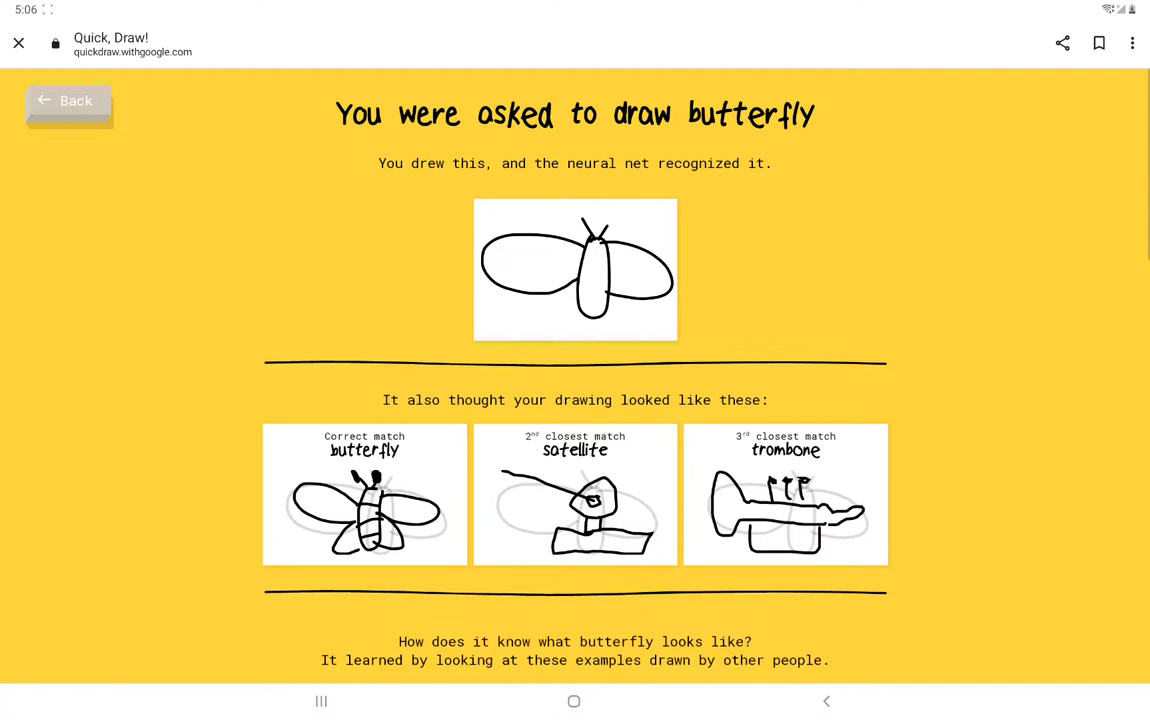 5:06
Quick, Draw!
quickdraw.withgoogle.com
← Back
You were asked to draw butterfly
You drew this, and the neural net recognized it.
It also thought your drawing looked like these:
Correct match
butterfly
2nd closest match
satellite
3rd closest match
trombone
How does it know what butterfly looks like?
It learned by looking at these examples drawn by other people.